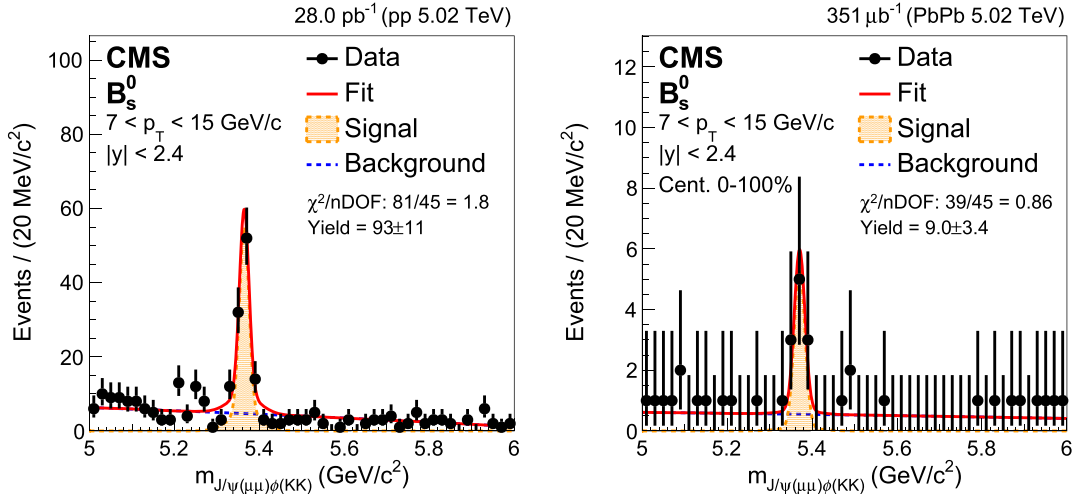 28.0 pb⁻¹ (pp 5.02 TeV)
CMS
B⁰ₛ
7 < p_T < 15 GeV/c
|y| < 2.4
Data
Fit
Signal
Background
χ²/nDOF: 81/45 = 1.8
Yield = 93±11
Events / (20 MeV/c²)
100
80
60
40
20
0
5 5.2 5.4 5.6 5.8 6
m_J/ψ(μμ)ϕ(KK) (GeV/c²)
351 μb⁻¹ (PbPb 5.02 TeV)
CMS
B⁰ₛ
7 < p_T < 15 GeV/c
|y| < 2.4
Cent. 0-100%
Data
Fit
Signal
Background
χ²/nDOF: 39/45 = 0.86
Yield = 9.0±3.4
Events / (20 MeV/c²)
12
10
8
6
4
2
0
5 5.2 5.4 5.6 5.8 6
m_J/ψ(μμ)ϕ(KK) (GeV/c²)